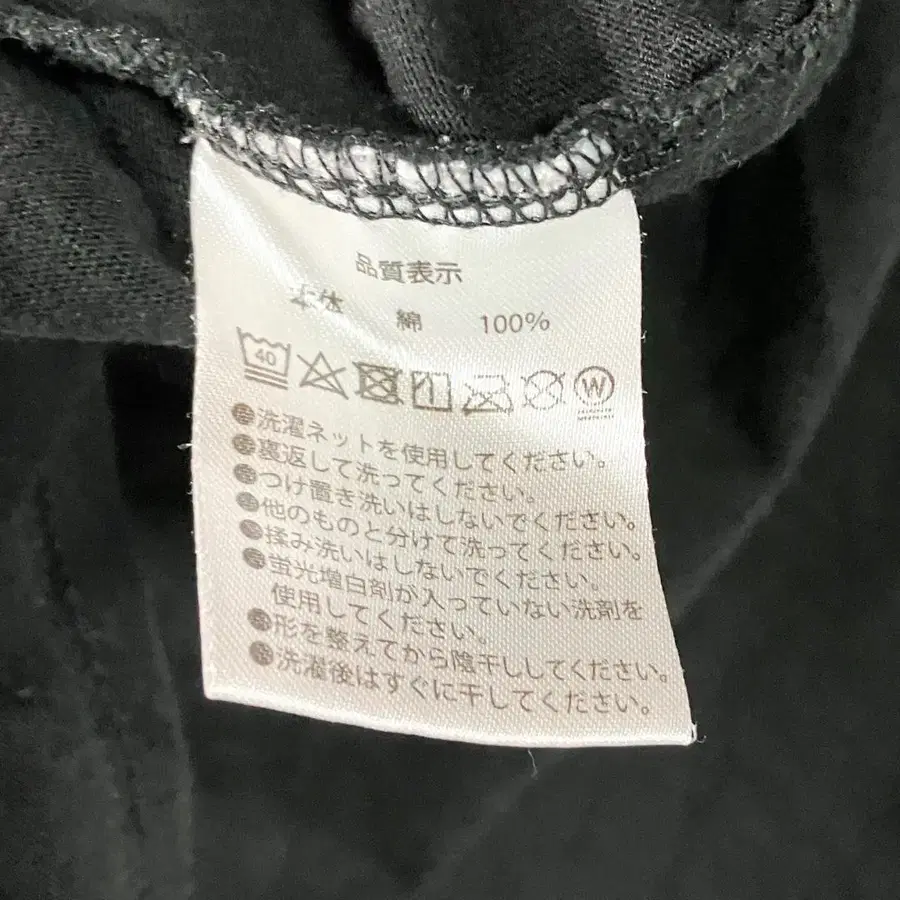 品質表示
本体 綿 100%
40 W
洗濯ネットを使用してください。
裏返して洗ってください。
つけ置き洗いはしないでください。
他のものと分けて洗ってください。
揉み洗いはしないでください。
蛍光増白剤が入っていない洗剤を
使用してください。
形を整えてから陰干ししてください。
洗濯後はすぐに干してください。